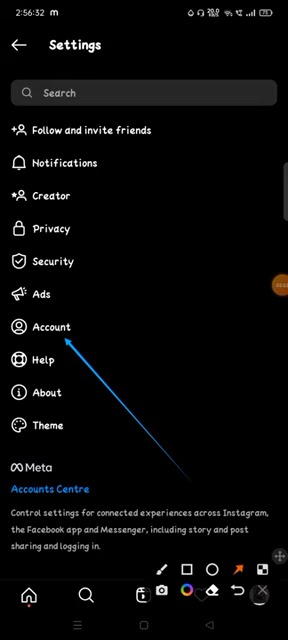 2:56:32 m
Settings
Search
Follow and invite friends
Notifications
Creator
Privacy
Security
Ads
Account
Help
About
Theme
Meta
Accounts Centre
Control settings for connected experiences across Instagram,
the Facebook app and Messenger, including story and post
sharing and logging in.